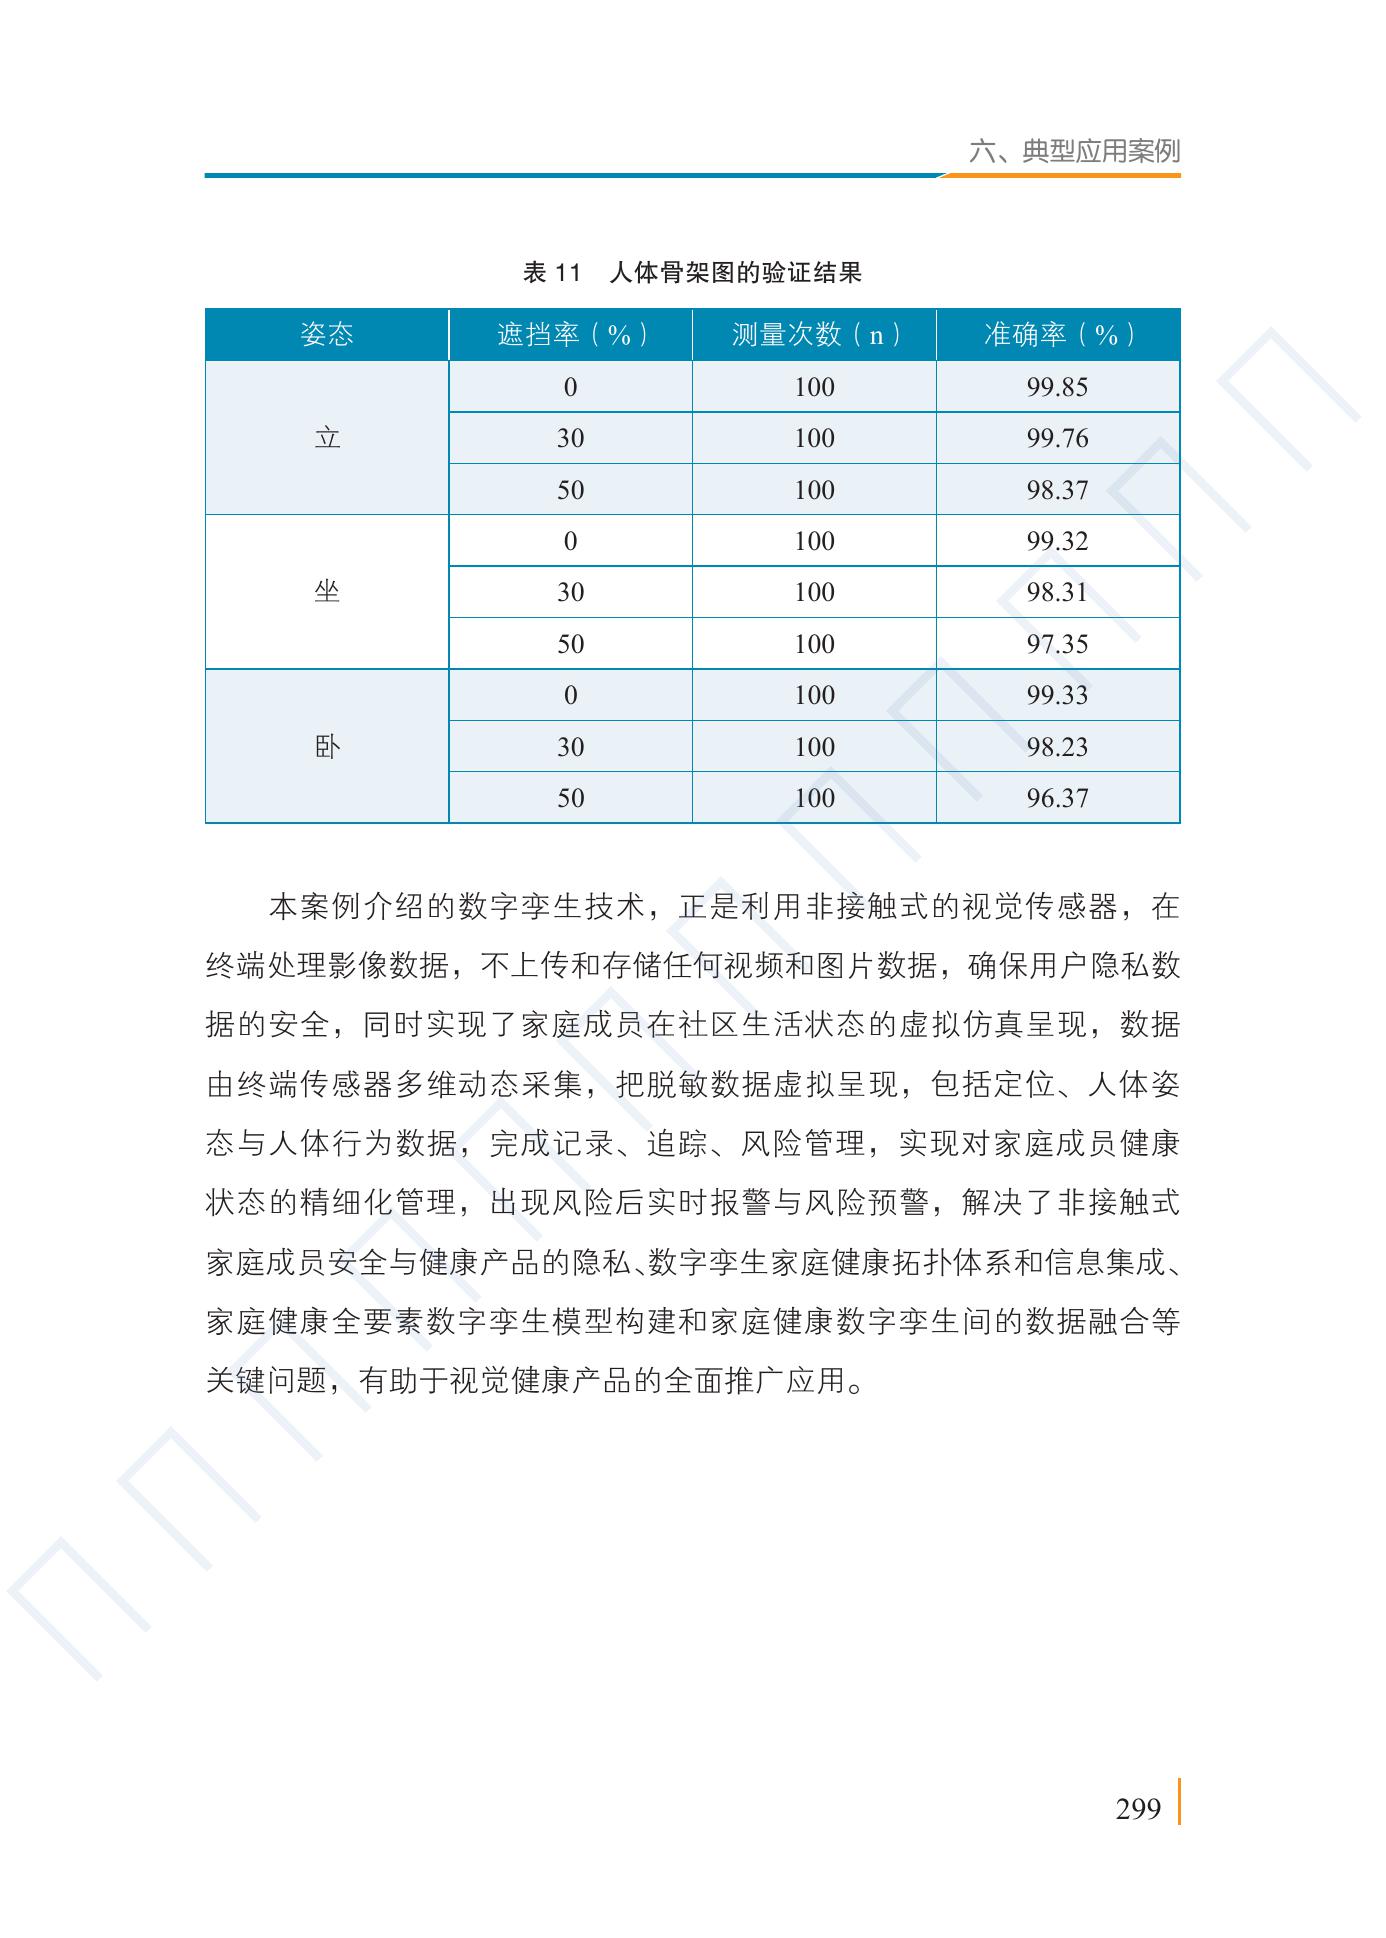 六、典型应用案例
表 11 人体骨架图的验证结果
姿态 遮挡率（%） 测量次数（n） 准确率（%）
立 0 100 99.85
30 100 99.76
50 100 98.37
坐 0 100 99.32
30 100 98.31
50 100 97.35
卧 0 100 99.33
30 100 98.23
50 100 96.37
本案例介绍的数字孪生技术，正是利用非接触式的视觉传感器，在
终端处理影像数据，不上传和存储任何视频和图片数据，确保用户隐私数
据的安全，同时实现了家庭成员在社区生活状态的虚拟仿真呈现，数据
由终端传感器多维动态采集，把脱敏数据虚拟呈现，包括定位、人体姿
态与人体行为数据，完成记录、追踪、风险管理，实现对家庭成员健康
状态的精细化管理，出现风险后实时报警与风险预警，解决了非接触式
家庭成员安全与健康产品的隐私、数字孪生家庭健康拓扑体系和信息集成、
家庭健康全要素数字孪生模型构建和家庭健康数字孪生间的数据融合等
关键问题，有助于视觉健康产品的全面推广应用。
299